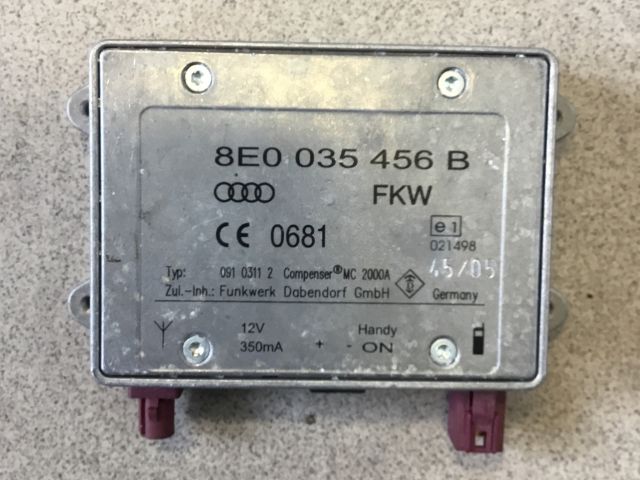 8E0 035 456 B
FKW
CE 0681
e1
021498
45/05
Typ: 091 0311 2 Compenser® MC 2000A
Zul.-Inh.: Funkwerk Dabendorf GmbH Germany
12V Handy
350mA + - ON